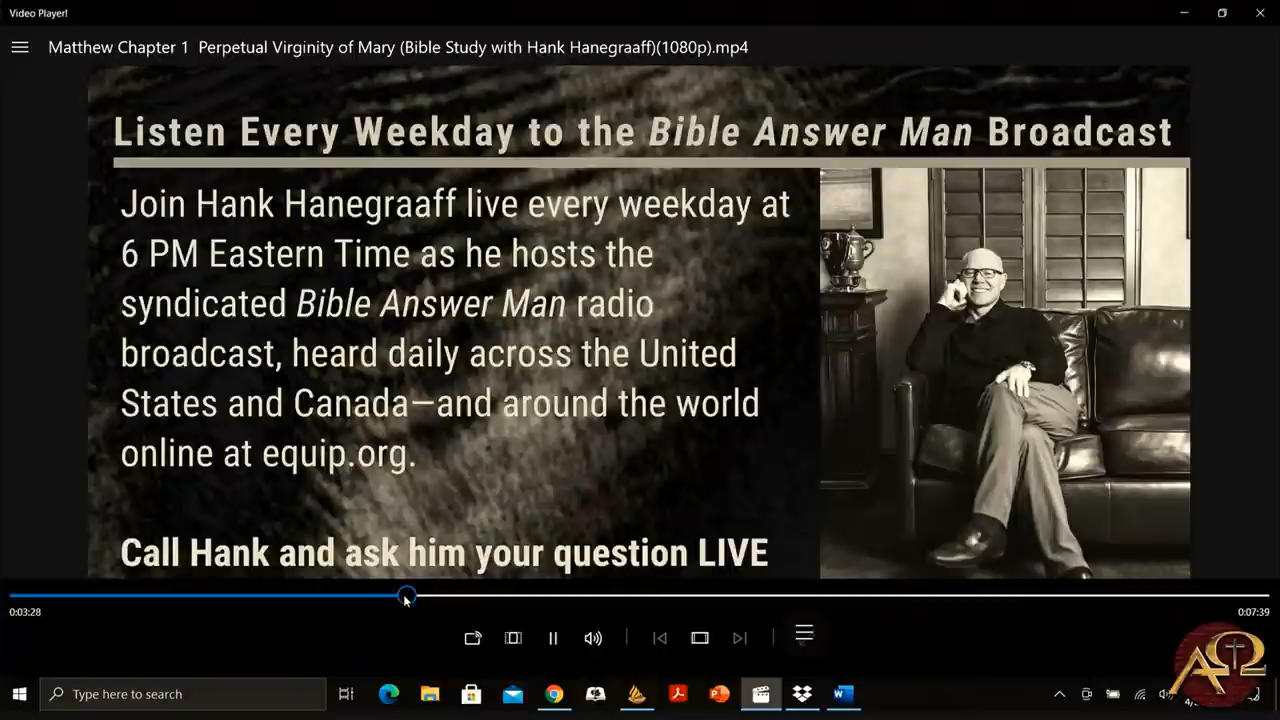 Video Player!
Matthew Chapter 1 Perpetual Virginity of Mary (Bible Study with Hank Hanegraaff)(1080p).mp4
Listen Every Weekday to the Bible Answer Man Broadcast
Join Hank Hanegraaff live every weekday at
6 PM Eastern Time as he hosts the
syndicated Bible Answer Man radio
broadcast, heard daily across the United
States and Canada—and around the world
online at equip.org.
Call Hank and ask him your question LIVE
0:03:28
0:07:39
ΑΩ
Type here to search